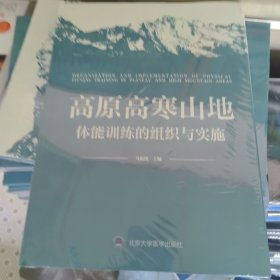 ORGANIZATION AND IMPLEMENTATION OF PHYSICAL
FITNESS TRAINING IN PLATEAU AND HIGH MOUNTAIN AREAS
高原高寒山地
体能训练的组织与实施
主编
北京大学医学出版社